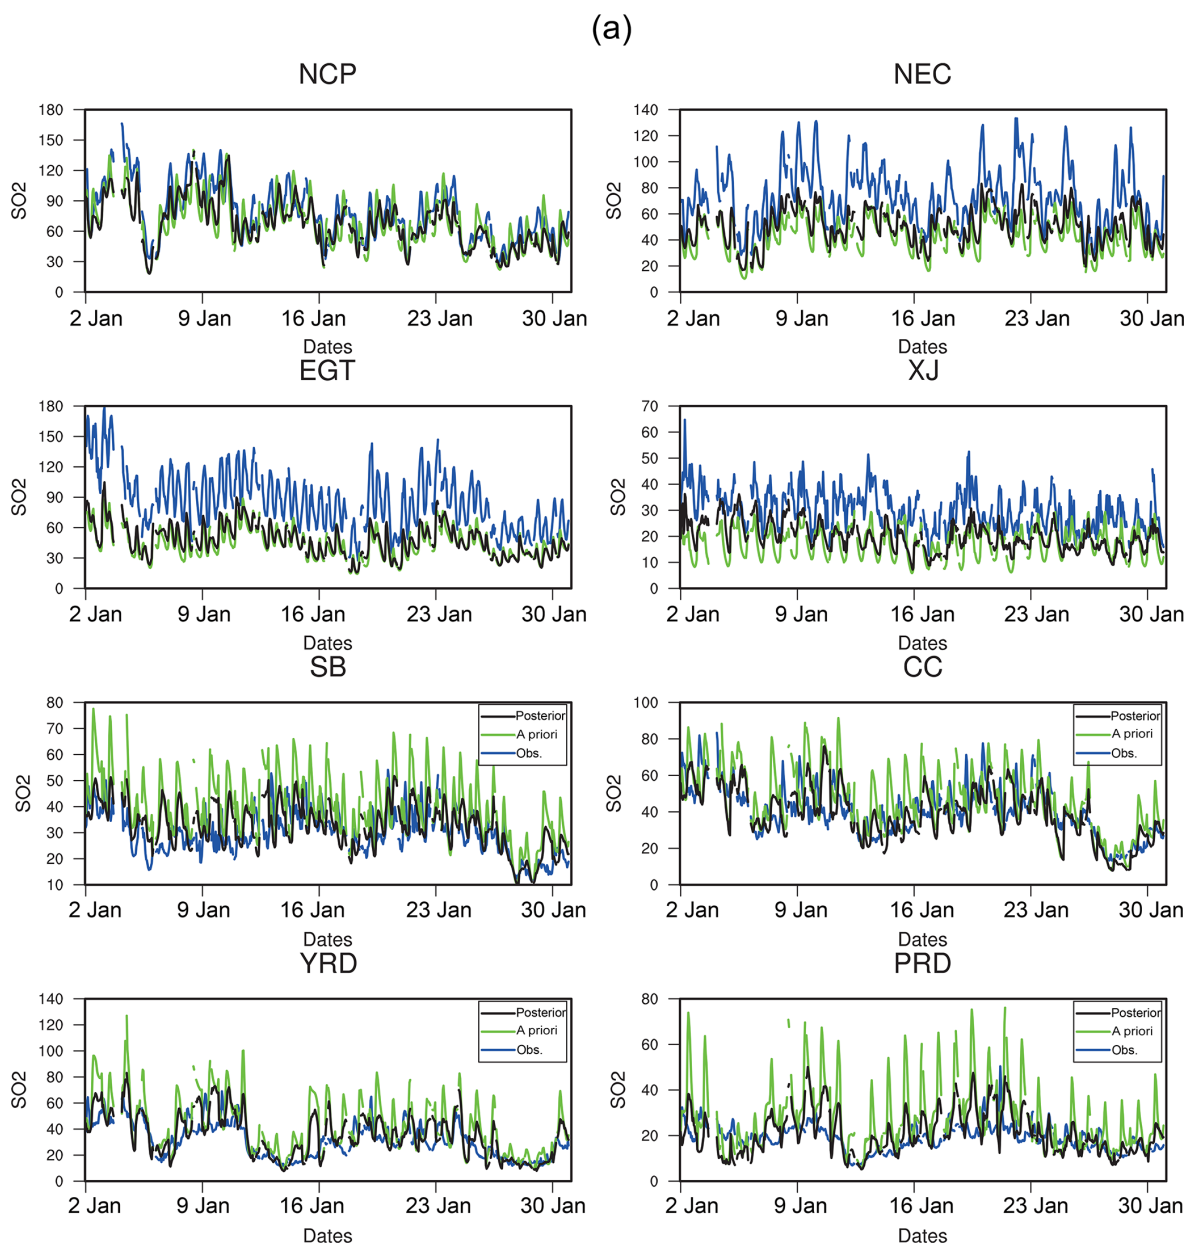 (a)
NCP
180
150
120
90
60
30
0
SO2
2 Jan 9 Jan 16 Jan 23 Jan 30 Jan
Dates
NEC
140
120
100
80
60
40
20
0
SO2
2 Jan 9 Jan 16 Jan 23 Jan 30 Jan
Dates
EGT
180
150
120
90
60
30
0
SO2
2 Jan 9 Jan 16 Jan 23 Jan 30 Jan
Dates
XJ
70
60
50
40
30
20
10
0
SO2
2 Jan 9 Jan 16 Jan 23 Jan 30 Jan
Dates
SB
80
70
60
50
40
30
20
10
SO2
Posterior
A priori
Obs.
2 Jan 9 Jan 16 Jan 23 Jan 30 Jan
Dates
CC
100
80
60
40
20
0
SO2
Posterior
A priori
Obs.
2 Jan 9 Jan 16 Jan 23 Jan 30 Jan
Dates
YRD
140
120
100
80
60
40
20
0
SO2
Posterior
A priori
Obs.
2 Jan 9 Jan 16 Jan 23 Jan 30 Jan
Dates
PRD
80
60
40
20
0
SO2
Posterior
A priori
Obs.
2 Jan 9 Jan 16 Jan 23 Jan 30 Jan
Dates